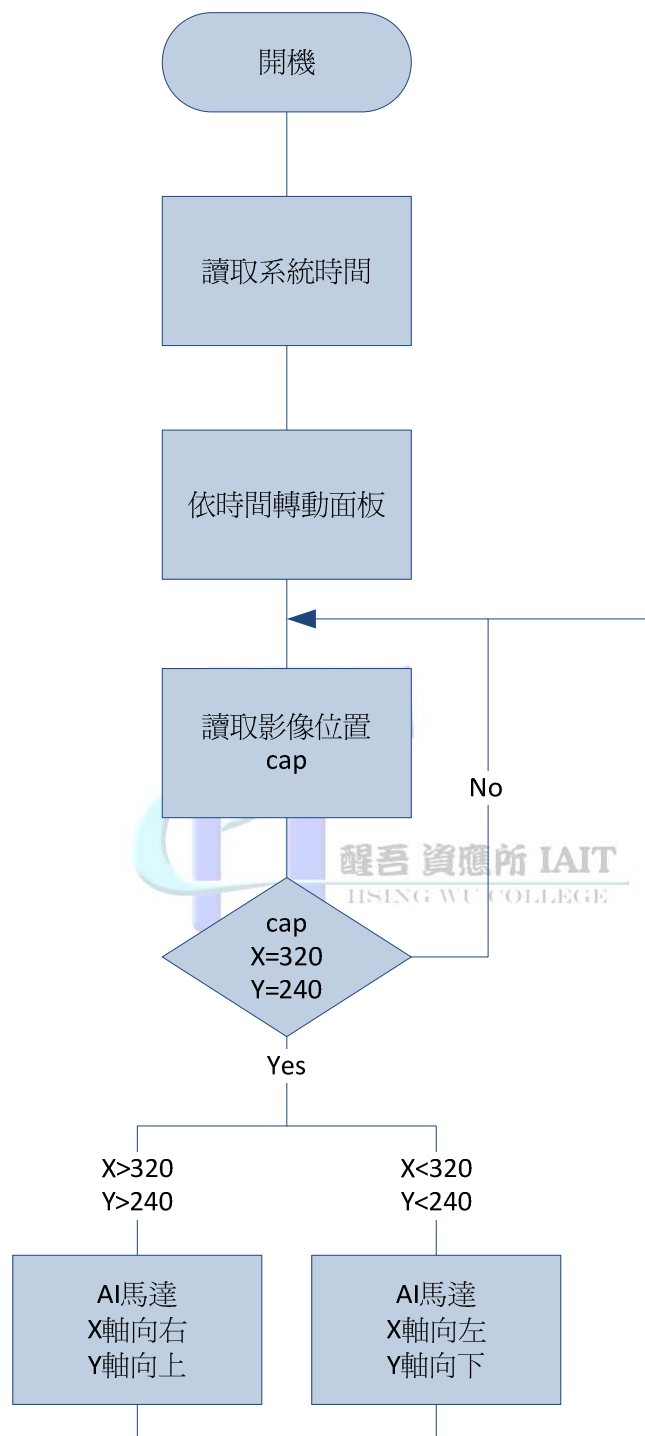 開機
讀取系統時間
依時間轉動面板
讀取影像位置
cap
No
醒吾 資應所 IAIT
HSING WU COLLEGE
cap
X=320
Y=240
Yes
X>320
Y>240
X<320
Y<240
AI馬達
X軸向右
Y軸向上
AI馬達
X軸向左
Y軸向下